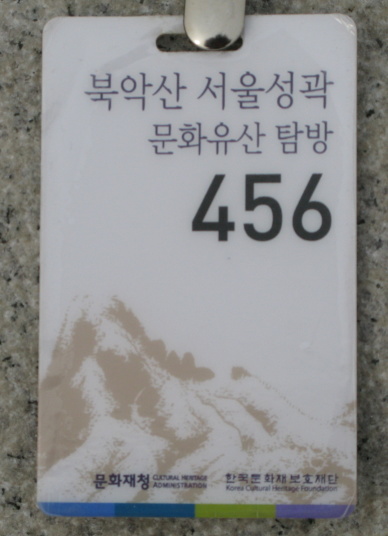 북악산 서울성곽
문화유산 탐방
456
문화재청 CULTURAL HERITAGE ADMINISTRATION
한국문화재보호재단
Korea Cultural Heritage Foundation